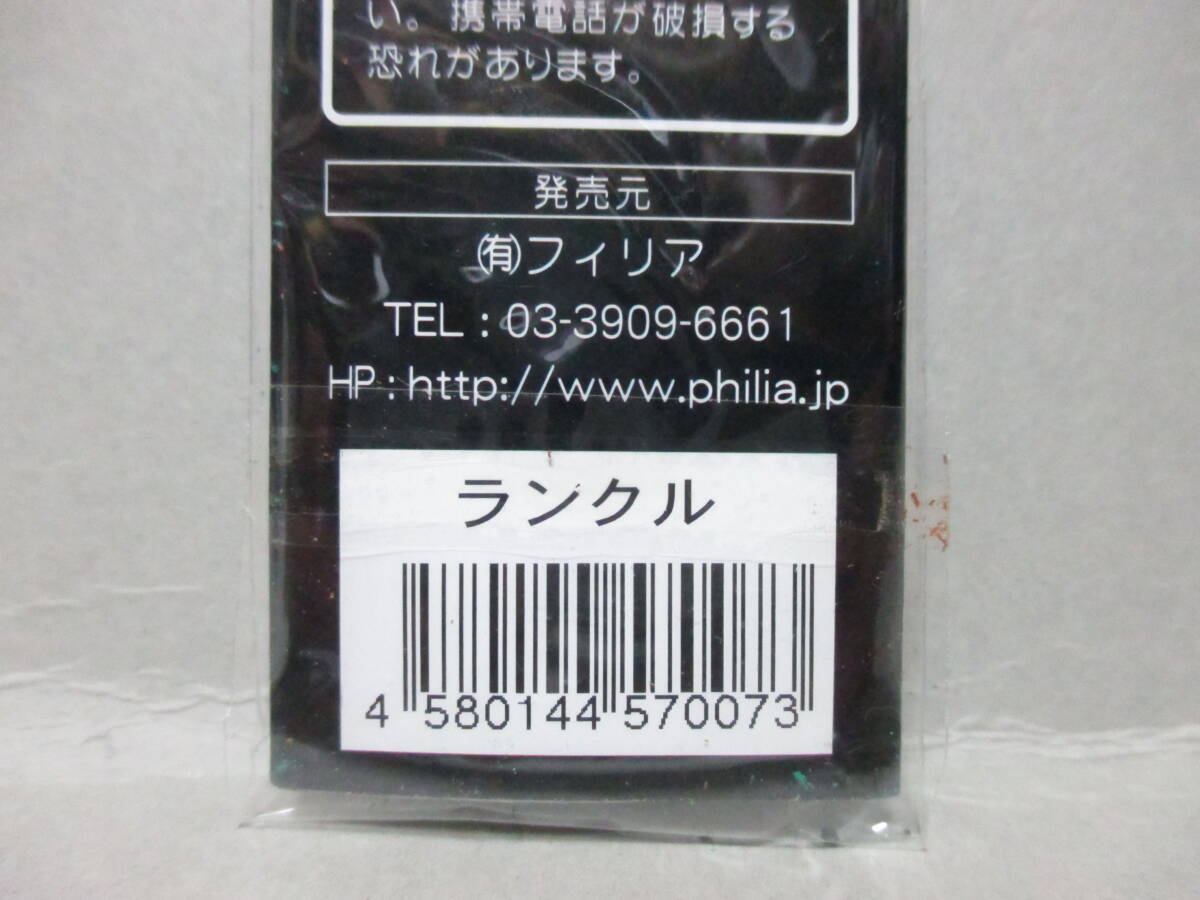 い。携帯電話が破損する
恐れがあります。
発売元
㈲フィリア
TEL : 03-3909-6661
HP : http://www.philia.jp
ランクル
4 580144 570073